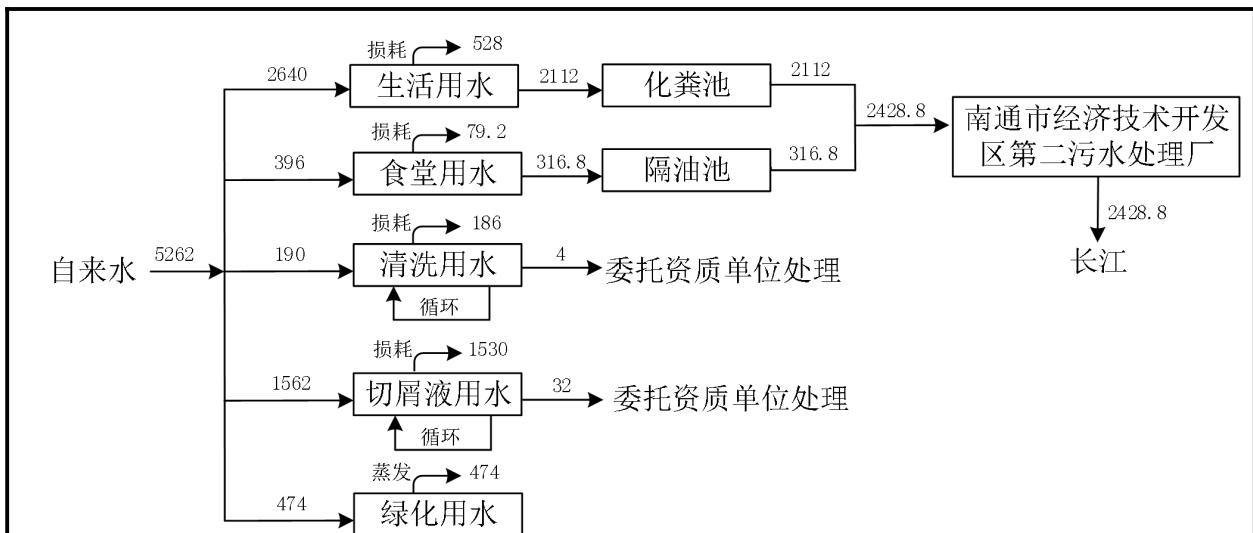 损耗 528
2640 生活用水 2112 化粪池 2112
2428.8 南通市经济技术开发
区第二污水处理厂
损耗 79.2
396 食堂用水 316.8 隔油池 316.8
2428.8
长江
损耗 186
自来水 5262 190 清洗用水 4 委托资质单位处理
循环
损耗 1530
1562 切屑液用水 32 委托资质单位处理
循环
蒸发 474
474 绿化用水